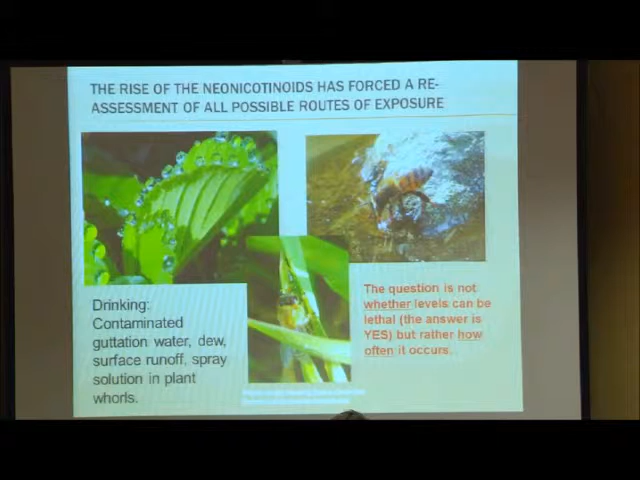 THE RISE OF THE NEONICOTINOIDS HAS FORCED A RE-
ASSESSMENT OF ALL POSSIBLE ROUTES OF EXPOSURE
Drinking:
Contaminated
guttation water, dew,
surface runoff, spray
solution in plant
whorls.
The question is not
whether levels can be
lethal (the answer is
YES) but rather how
often it occurs.